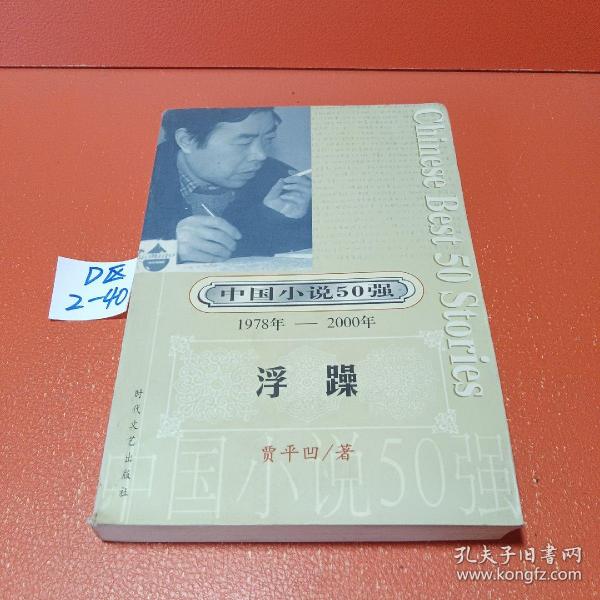 Chinese Best 50 Stories
D区
2-40
中国小说50强
1978年 — 2000年
浮躁
贾平凹/著
时代文艺出版社
中国小说50强
孔夫子旧书网
www.kongfz.com